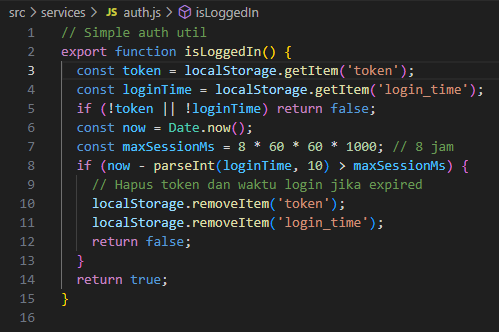 src > services > JS auth.js > isLoggedIn
1 // Simple auth util
2 export function isLoggedIn() {
3   const token = localStorage.getItem('token');
4   const loginTime = localStorage.getItem('login_time');
5   if (!token || !loginTime) return false;
6   const now = Date.now();
7   const maxSessionMs = 8 * 60 * 60 * 1000; // 8 jam
8   if (now - parseInt(loginTime, 10) > maxSessionMs) {
9     // Hapus token dan waktu login jika expired
10     localStorage.removeItem('token');
11     localStorage.removeItem('login_time');
12     return false;
13   }
14   return true;
15 }
16